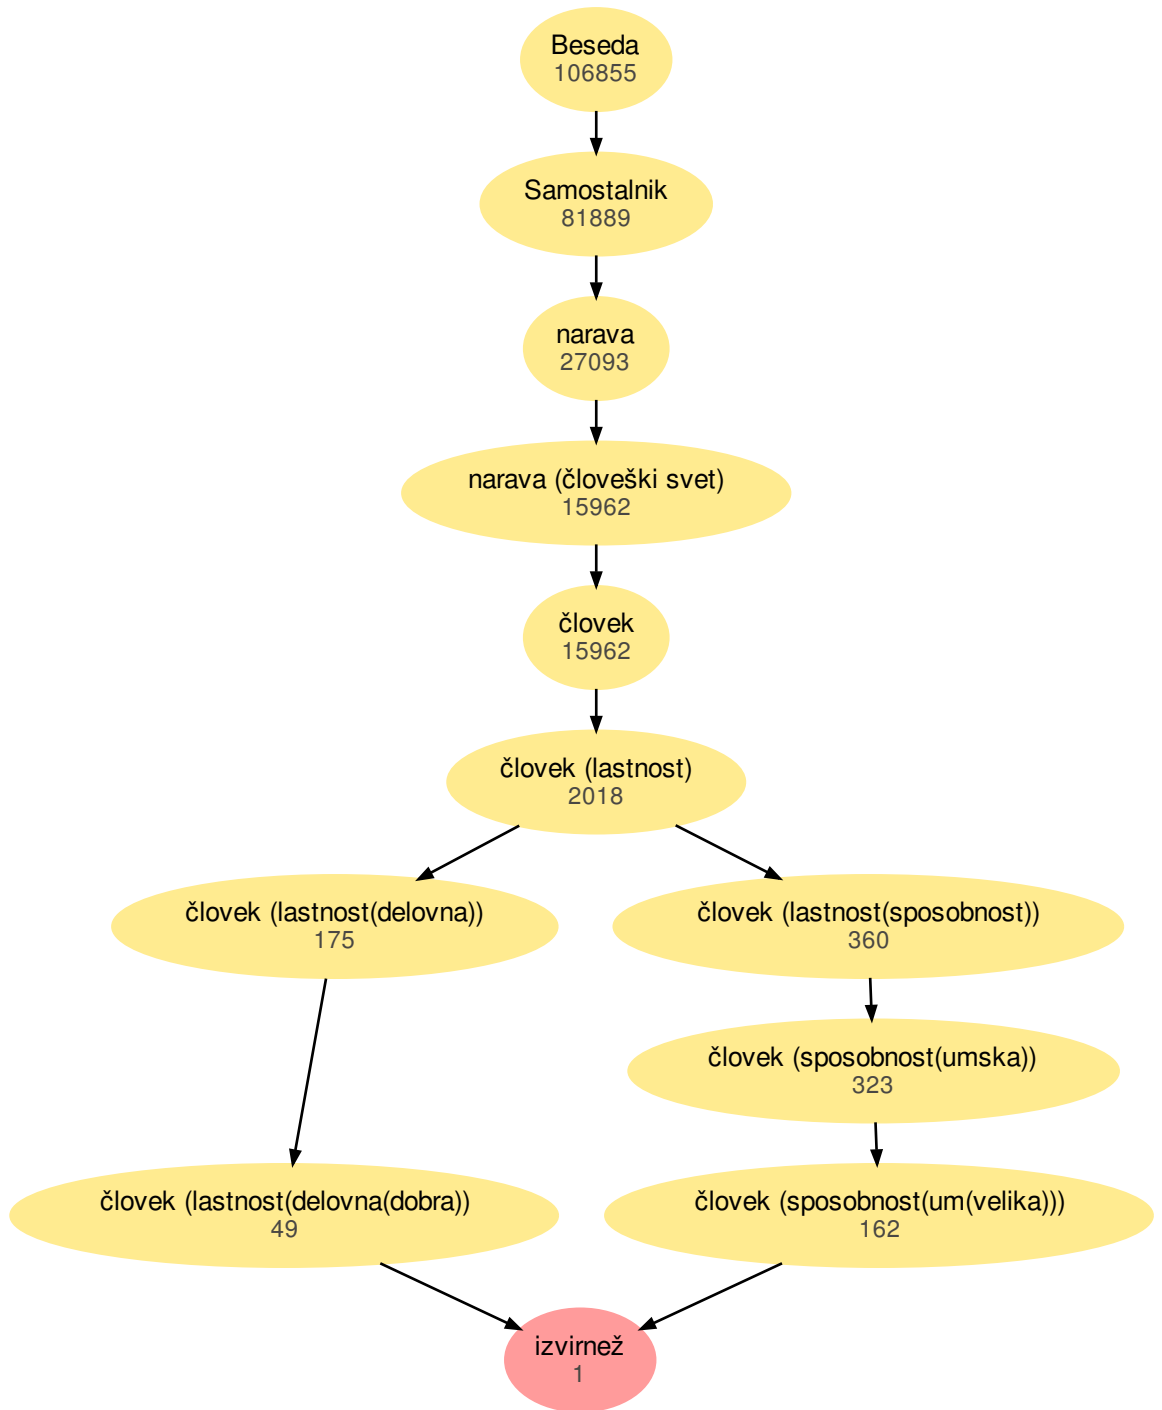 Beseda
106855
Samostalnik
81889
narava
27093
narava (človeški svet)
15962
človek
15962
človek (lastnost)
2018
človek (lastnost(delovna))
175
človek (lastnost(sposobnost))
360
človek (sposobnost(umska))
323
človek (lastnost(delovna(dobra))
49
človek (sposobnost(um(velika)))
162
izvirnež
1